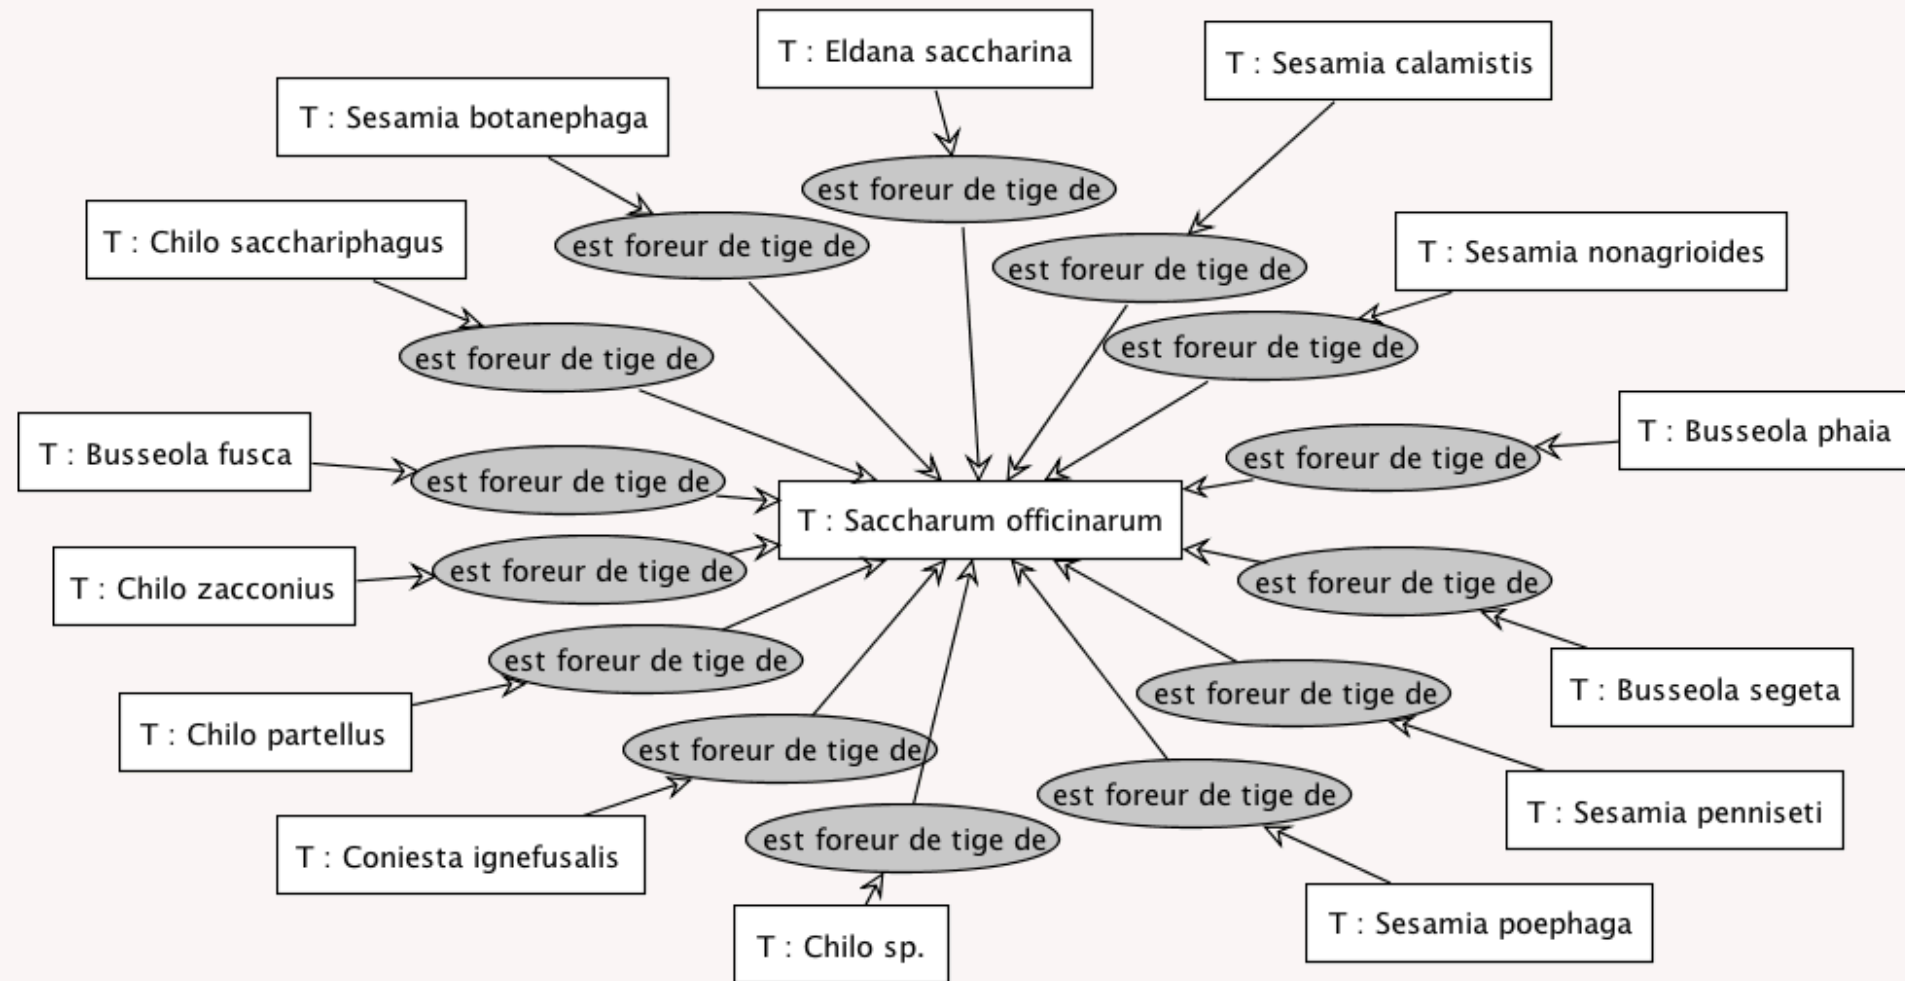 T : Eldana saccharina
T : Sesamia calamistis
T : Sesamia botanephaga
est foreur de tige de
T : Chilo sacchariphagus
est foreur de tige de
est foreur de tige de
T : Sesamia nonagrioides
est foreur de tige de
est foreur de tige de
T : Busseola fusca
est foreur de tige de
est foreur de tige de
T : Busseola phaia
T : Saccharum officinarum
T : Chilo zacconius
est foreur de tige de
est foreur de tige de
est foreur de tige de
est foreur de tige de
T : Busseola segeta
T : Chilo partellus
est foreur de tige de
est foreur de tige de
T : Sesamia penniseti
T : Coniesta ignefusalis
est foreur de tige de
T : Sesamia poephaga
T : Chilo sp.